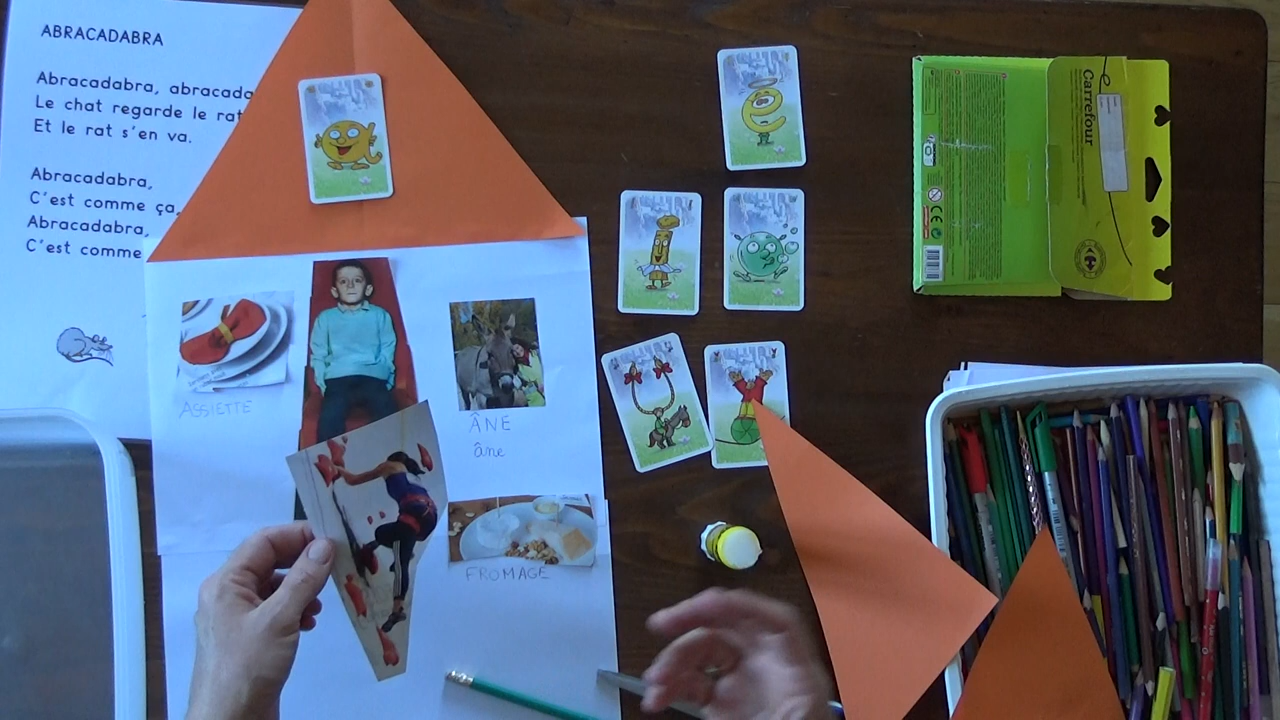 ABRACADABRA
Abracadabra, abracada
Le chat regarde le rat
Et le rat s'en va.
Abracadabra,
C'est comme ça,
Abracadabra,
C'est comme
ASSIETTE
ÂNE
âne
FROMAGE
Carrefour